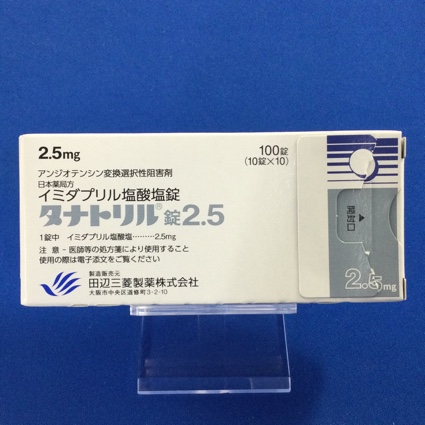 2.5mg
100錠
(10錠×10)
アンジオテンシン変換選択性阻害剤
日本薬局方
イミダプリル塩酸塩錠
タナトリル®錠2.5
1錠中 イミダプリル塩酸塩………2.5mg
注意-医師等の処方箋により使用すること
使用の際は電子添文をご覧ください
製造販売元
田辺三菱製薬株式会社
大阪市中央区道修町3-2-10
開封口
2.5mg